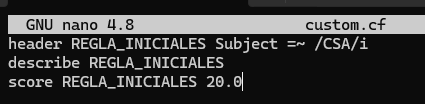 GNU nano 4.8 custom.cf
header REGLA_INICIALES Subject =~ /CSA/i
describe REGLA_INICIALES
score REGLA_INICIALES 20.0